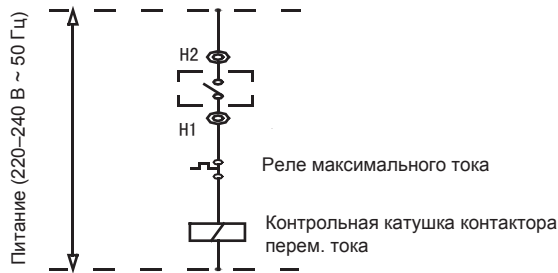 Питание (220–240 В ~ 50 Гц)
H2
H1
Реле максимального тока
Контрольная катушка контактора
перем. тока